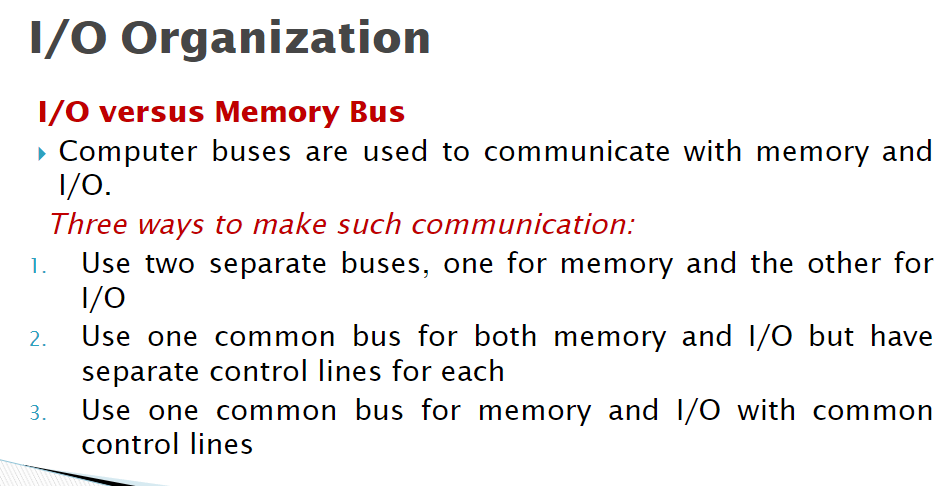 I/O Organization
I/O versus Memory Bus
Computer buses are used to communicate with memory and
I/O.
Three ways to make such communication:
1. Use two separate buses, one for memory and the other for
I/O
2. Use one common bus for both memory and I/O but have
separate control lines for each
3. Use one common bus for memory and I/O with common
control lines